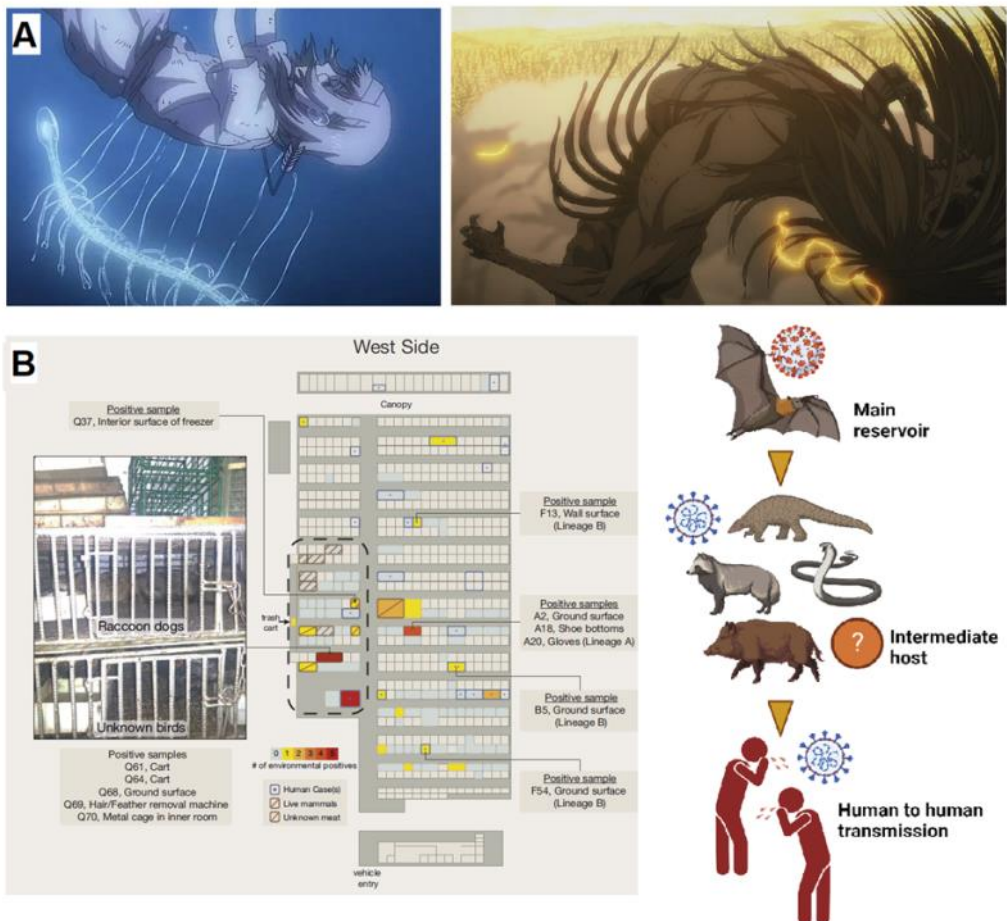 A
B
West Side
Canopy
Positive sample
Q37, Interior surface of freezer
Positive sample
F13, Wall surface
(Lineage B)
trash
cart
Raccoon dogs
Unknown birds
Positive samples
A2, Ground surface
A18, Shoe bottoms
A20, Gloves (Lineage A)
Positive sample
B5, Ground surface
(Lineage B)
Positive samples
Q61, Cart
Q64, Cart
Q68, Ground surface
Q69, Hair/Feather removal machine
Q70, Metal cage in inner room
0 1 2 3 4 5
# of environmental positives
Human Case(s)
Live mammals
Unknown meat
Positive sample
F54, Ground surface
(Lineage B)
vehicle
entry
Main
reservoir
?
Intermediate
host
Human to human
transmission